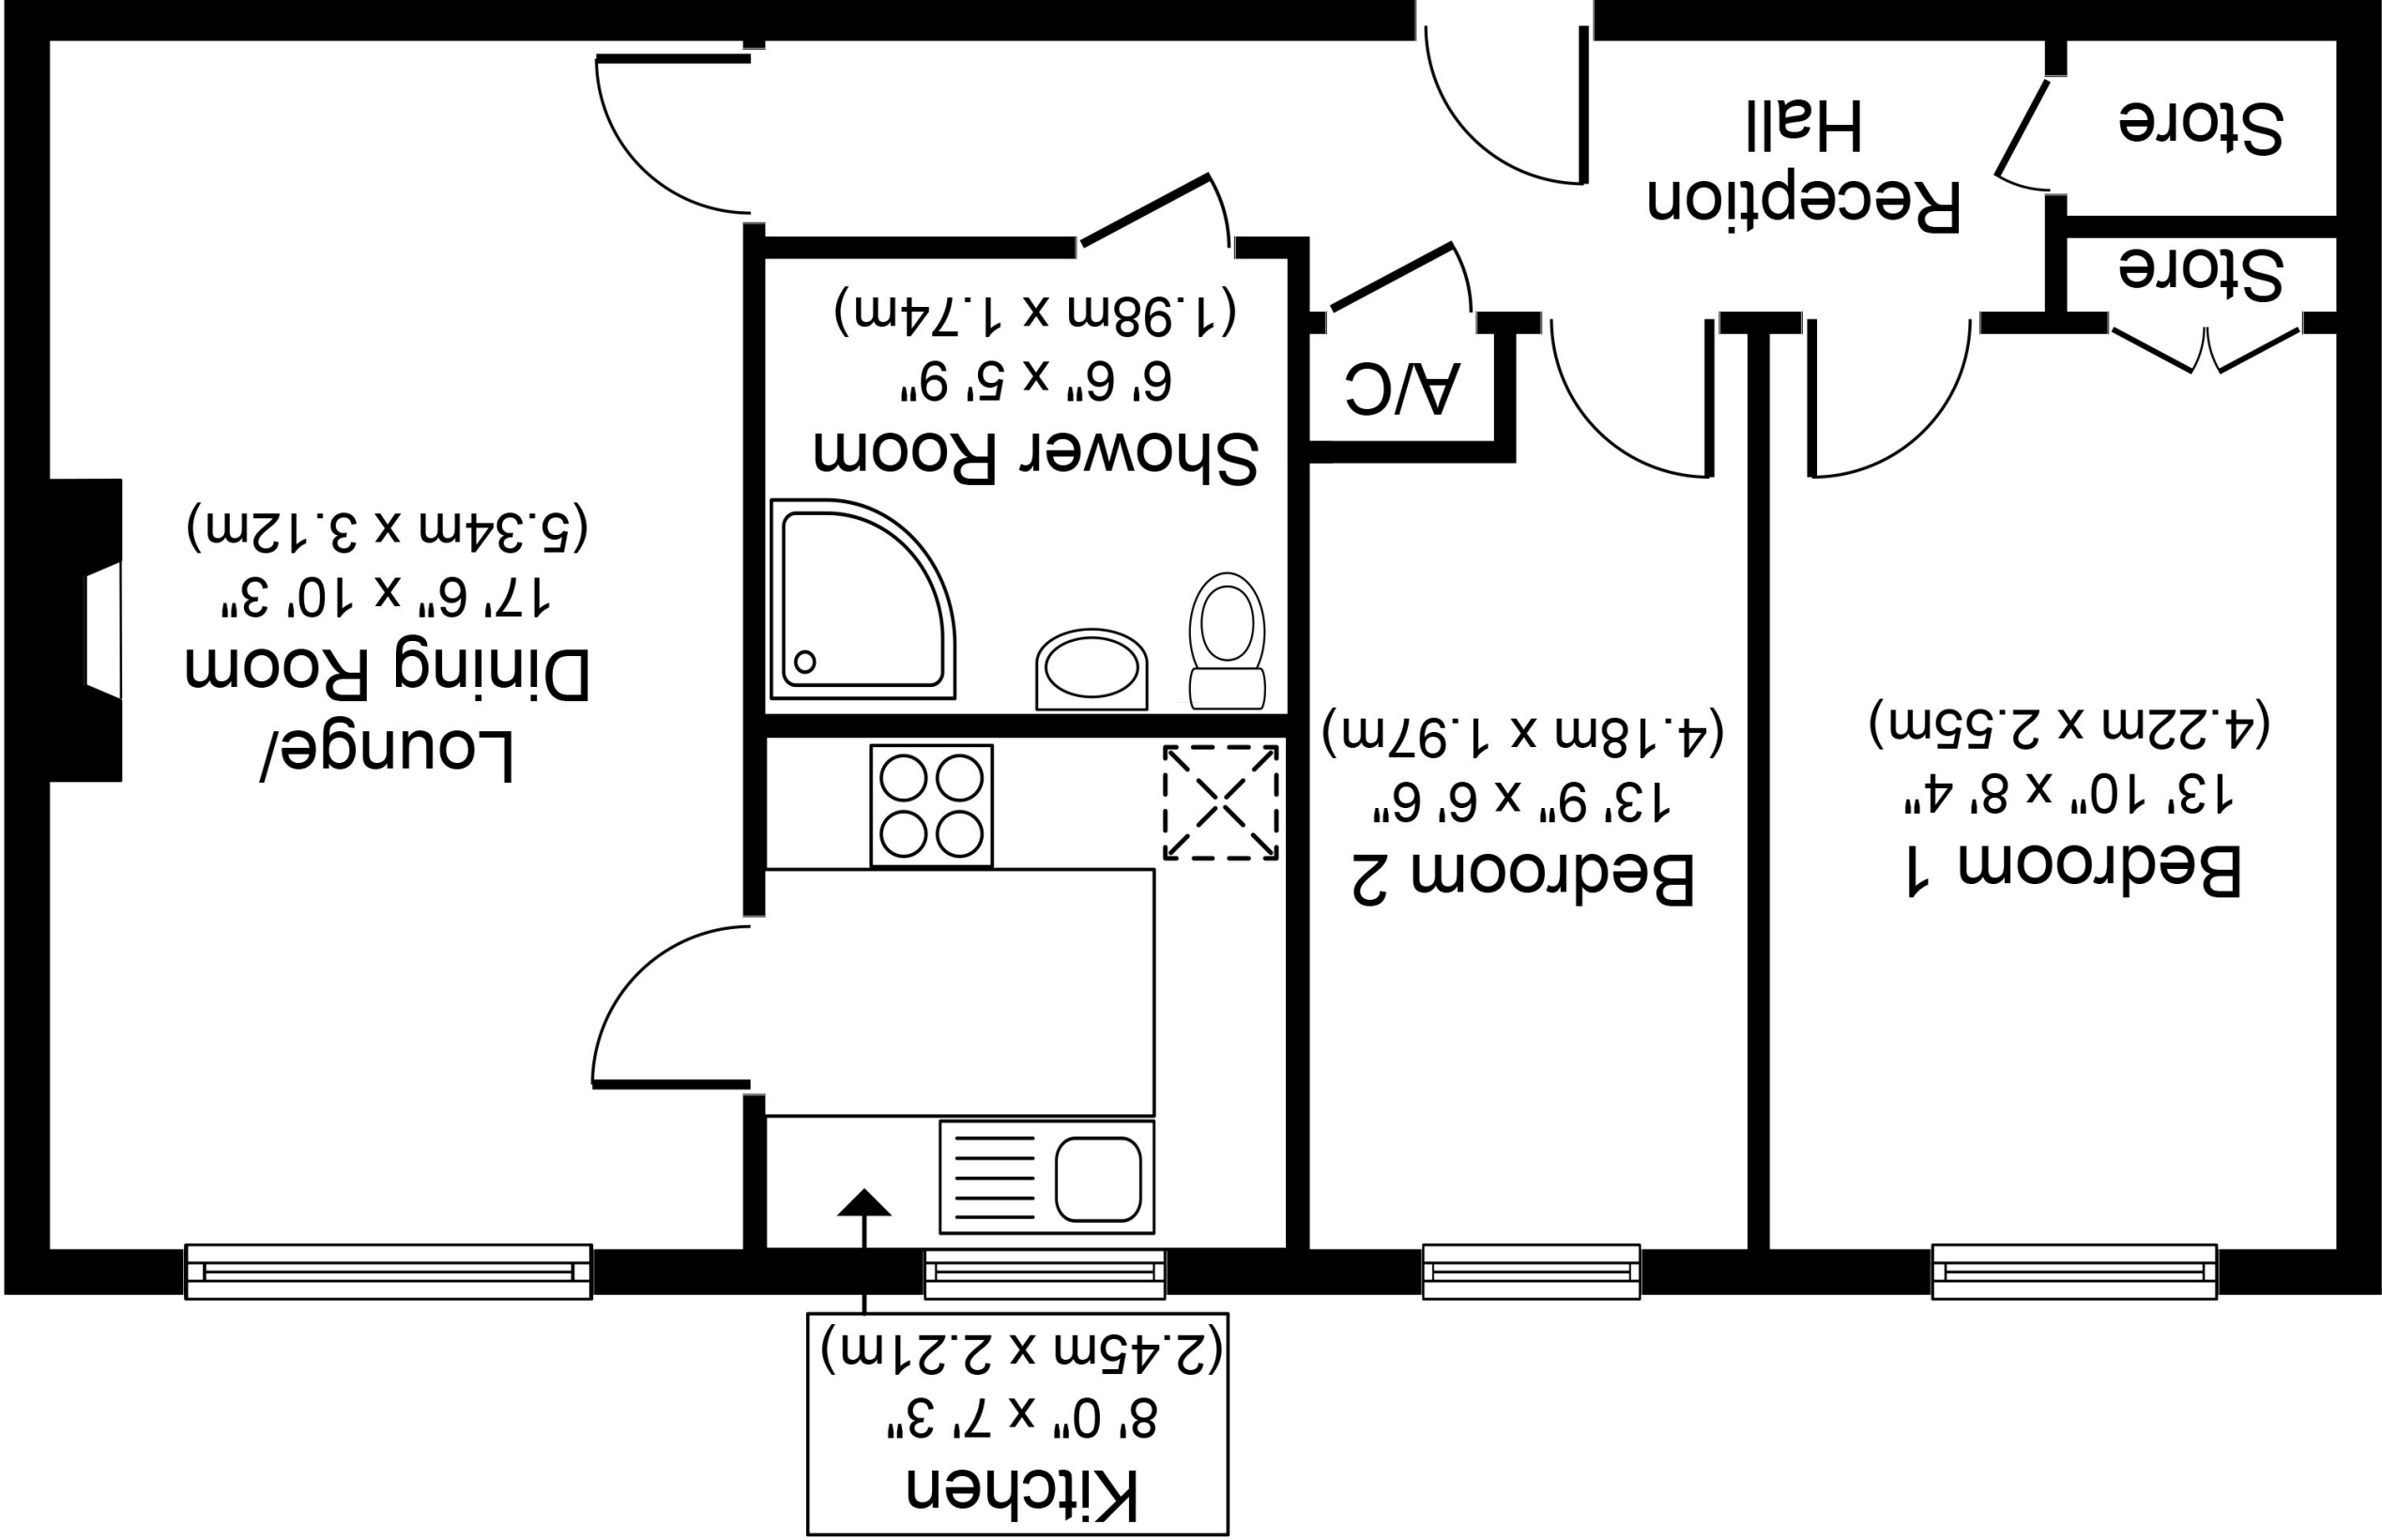 Kitchen
8' 0" x 7' 3"
(2.45m x 2.21m)
Bedroom 1
13' 10" x 8' 4"
(4.22m x 2.55m)
Bedroom 2
13' 9" x 6' 6"
(4.18m x 1.97m)
Lounge/
Dining Room
17' 6" x 10' 3"
(5.34m x 3.12m)
Shower Room
6' 6" x 5' 9"
(1.98m x 1.74m)
A/C
Store
Reception
Hall
Store